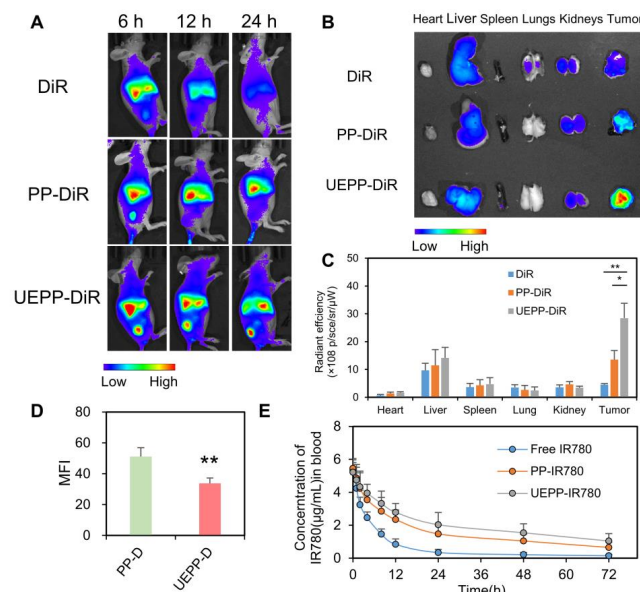 A
6 h 12 h 24 h
DiR
PP-DiR
UEPP-DiR
Low High
B
Heart Liver Spleen Lungs Kidneys Tumor
DiR
PP-DiR
UEPP-DiR
Low High
C
Radiant effciency
(×108 p/sce/sr/μW)
50
40
30
20
10
0
DiR
PP-DiR
UEPP-DiR
**
*
Heart Liver Spleen Lung Kidney Tumor
D
MFI
80
60
40
20
0
**
PP-D
UEPP-D
E
Concerntration of
IR780(μg/mL)in blood
8
6
4
2
0
Free IR780
PP-IR780
UEPP-IR780
0 12 24 36 48 60 72
Time(h)